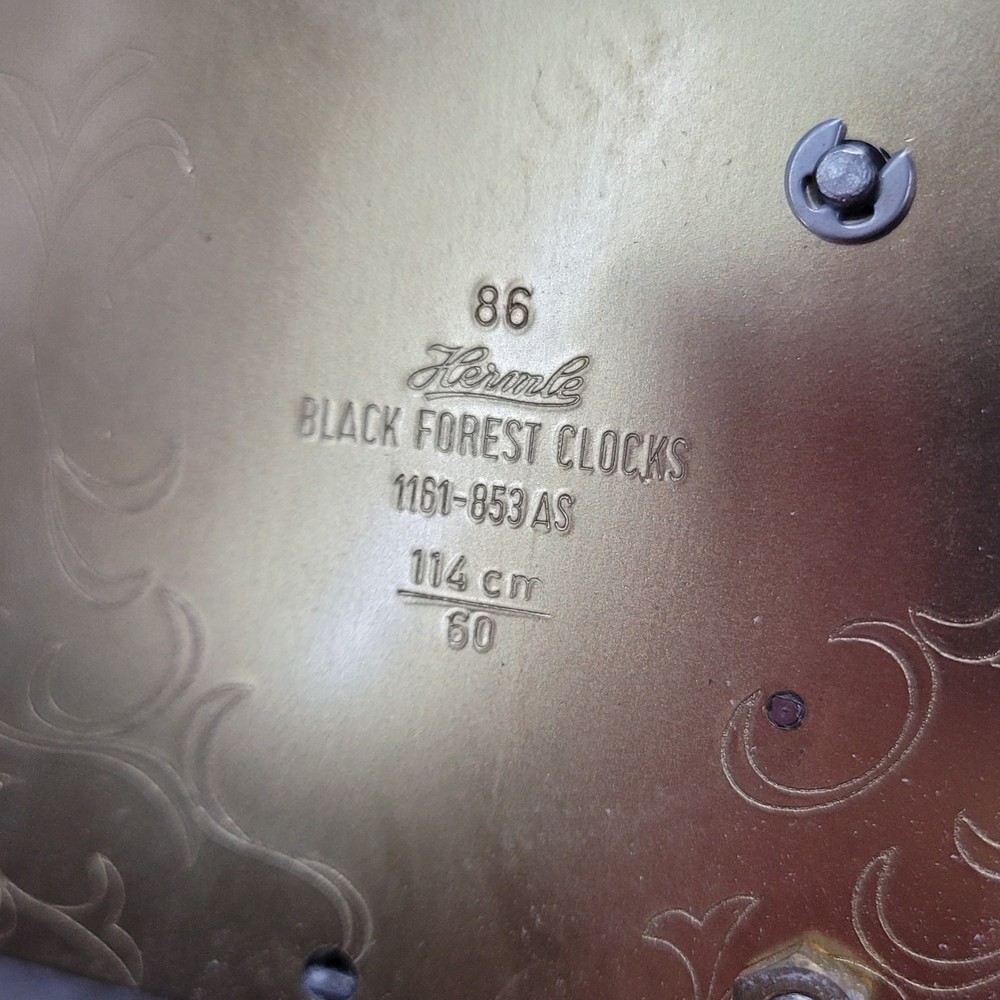 86
Hermle
BLACK FOREST CLOCKS
1161-853 AS
114 cm
60